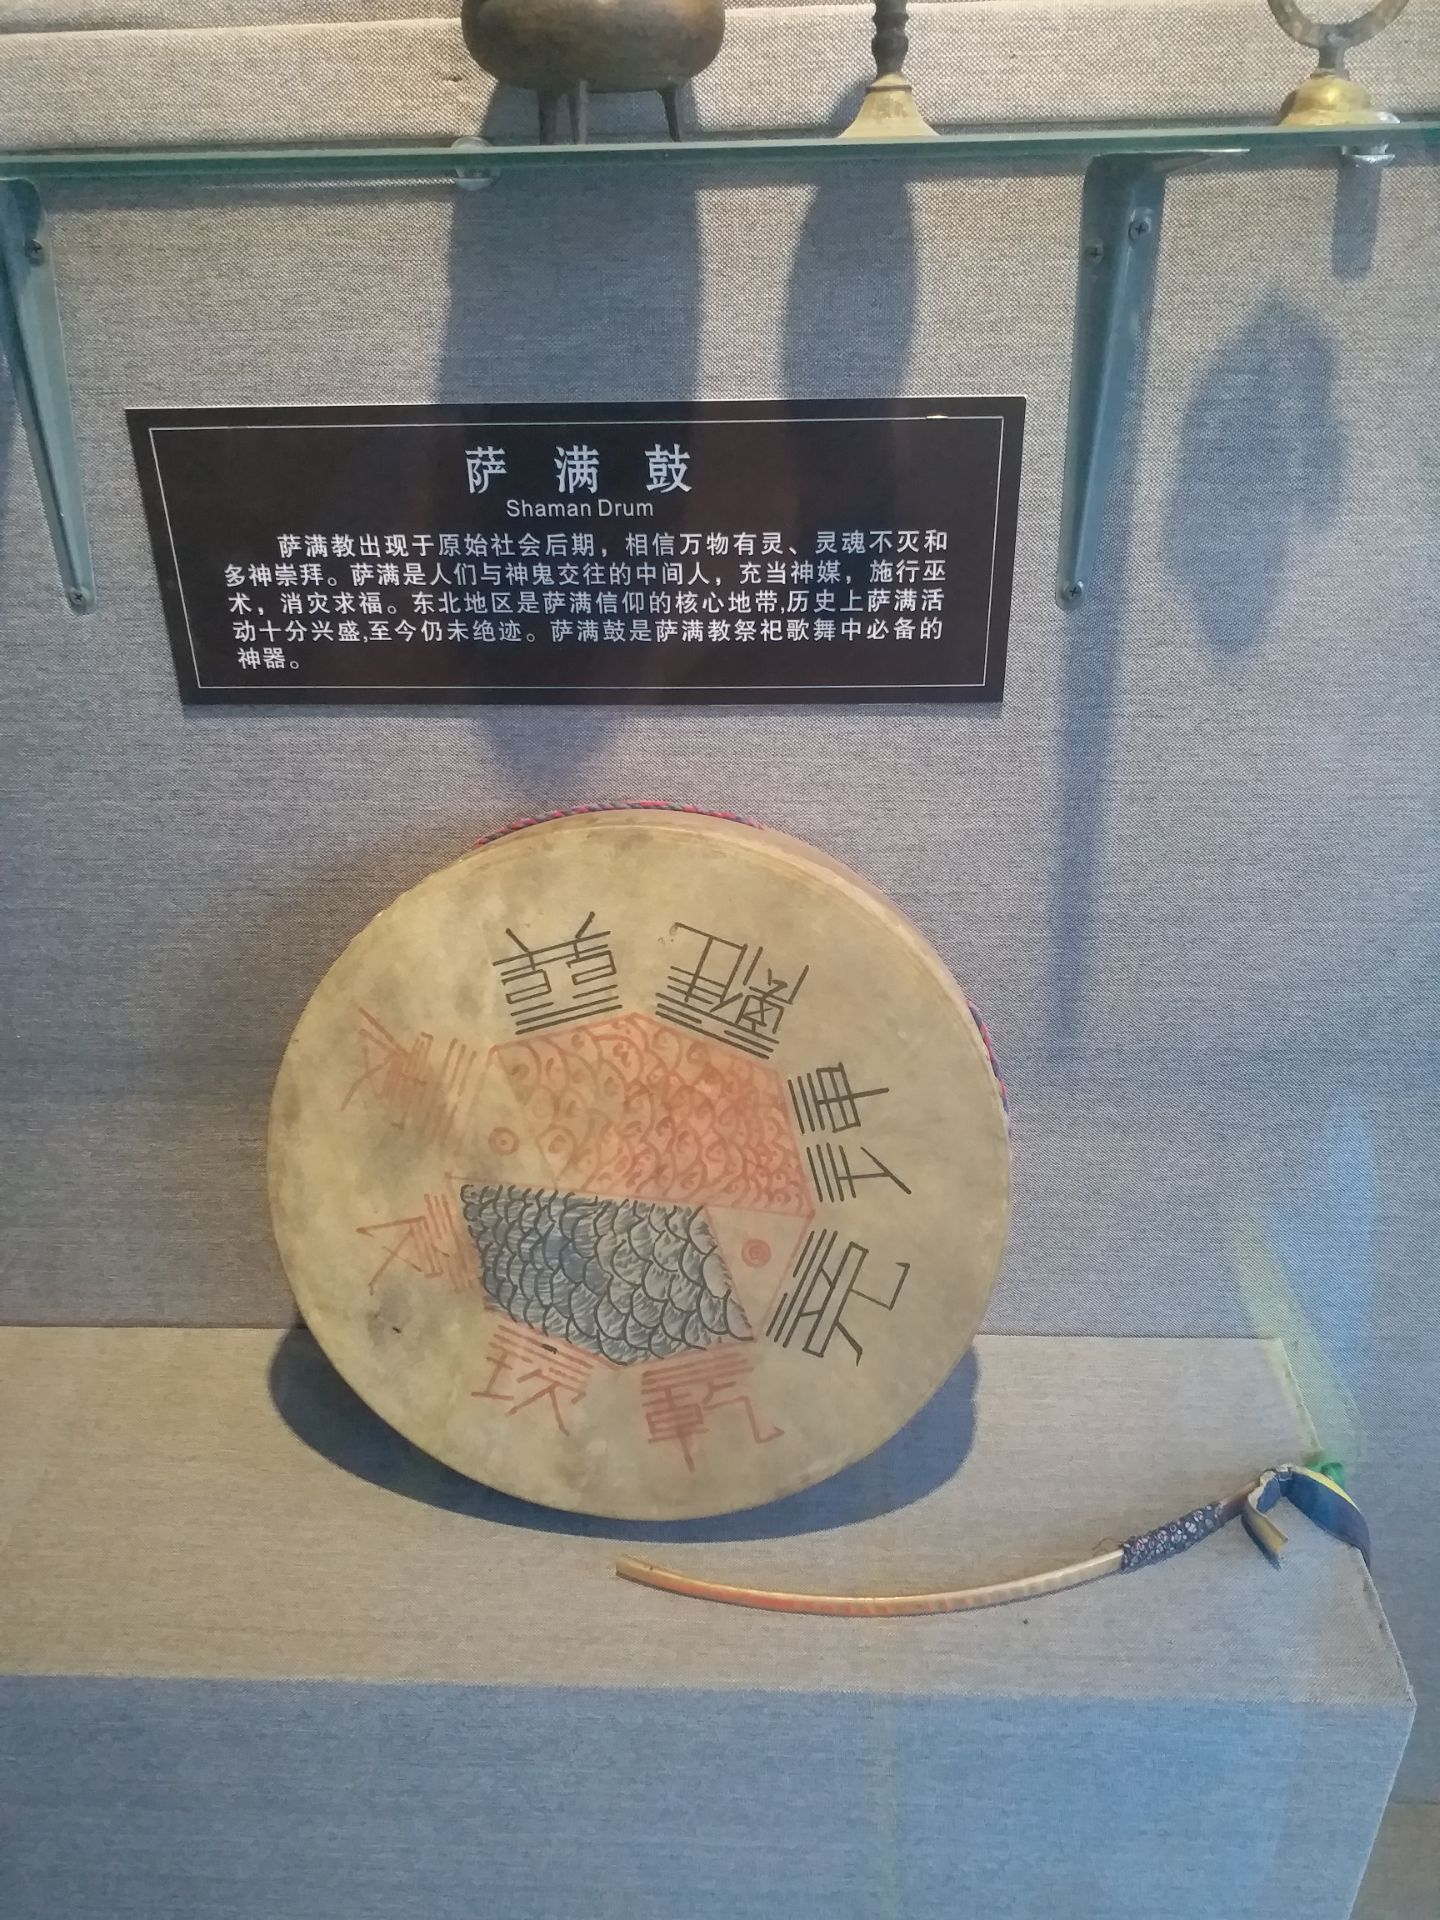 萨满鼓
Shaman Drum
萨满教出现于原始社会后期，相信万物有灵、灵魂不灭和
多神崇拜。萨满是人们与神鬼交往的中间人，充当神媒，施行巫
术，消灾求福。东北地区是萨满信仰的核心地带,历史上萨满活
动十分兴盛,至今仍未绝迹。萨满鼓是萨满教祭祀歌舞中必备的
神器。